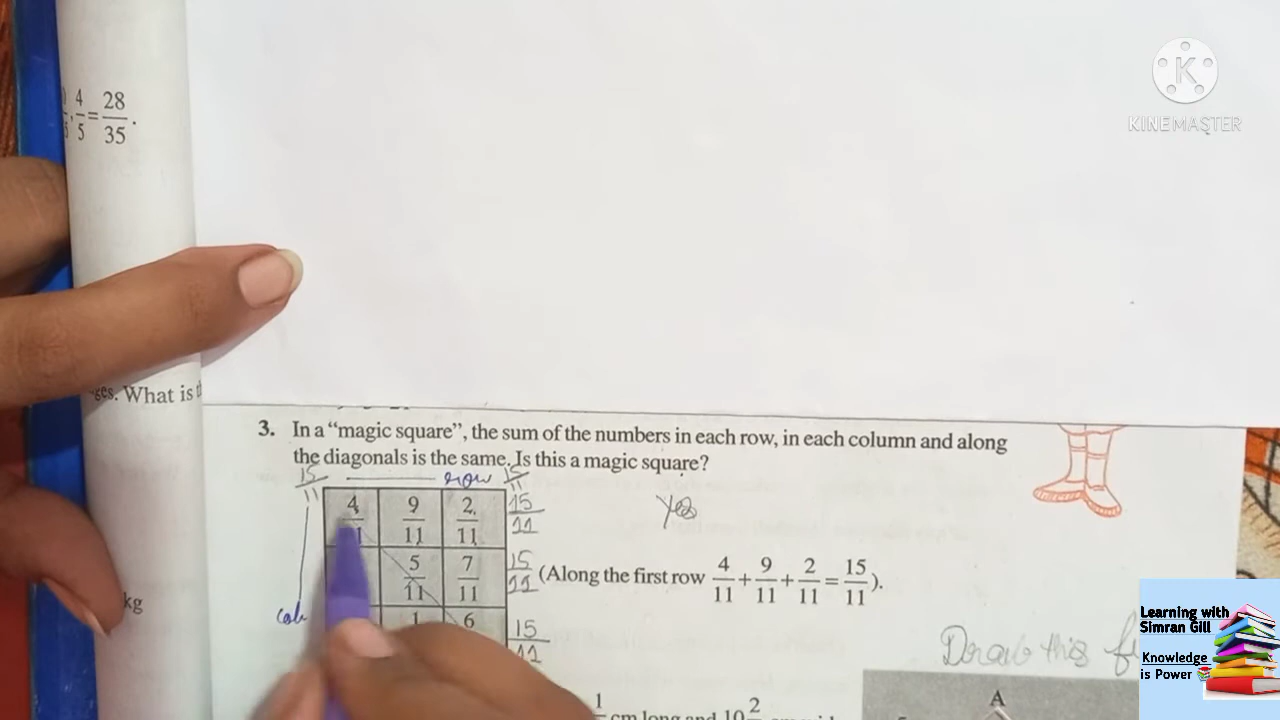 4/5 = 28/35.
KINEMASTER
ges. What is
3. In a “magic square”, the sum of the numbers in each row, in each column and along
the diagonals is the same. Is this a magic square?
15/11 row 15/11
4 9/11 2/11 15/11 Yes
5/11 7/11 15/11 (Along the first row 4/11 + 9/11 + 2/11 = 15/11).
kg
1 6 15/11
Draw this
Learning with
Simran Gill
Knowledge
is Power
A
cm long and 10 2